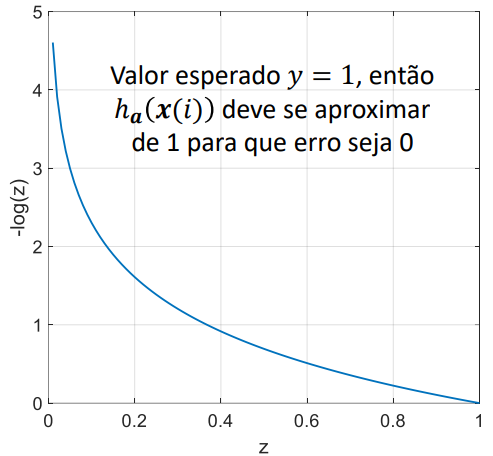 5
Valor esperado y = 1, então
4
hₐ(x(i)) deve se aproximar
de 1 para que erro seja 0
3
-log(z)
2
1
0
0 0.2 0.4 0.6 0.8 1
z